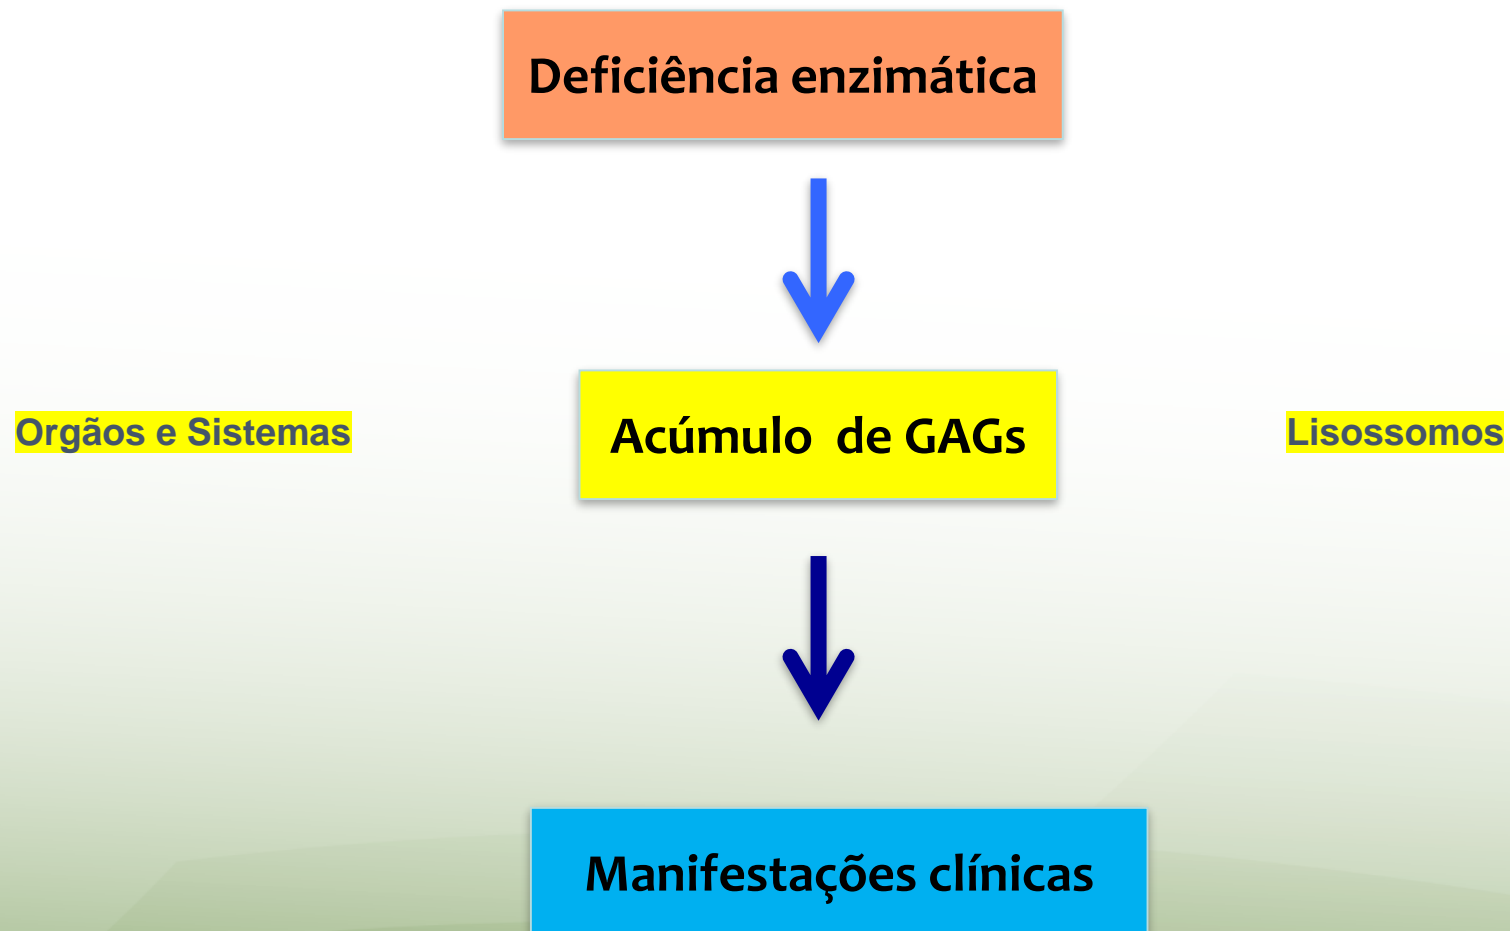 Deficiência enzimática
Orgãos e Sistemas
Acúmulo de GAGs
Lisossomos
Manifestações clínicas